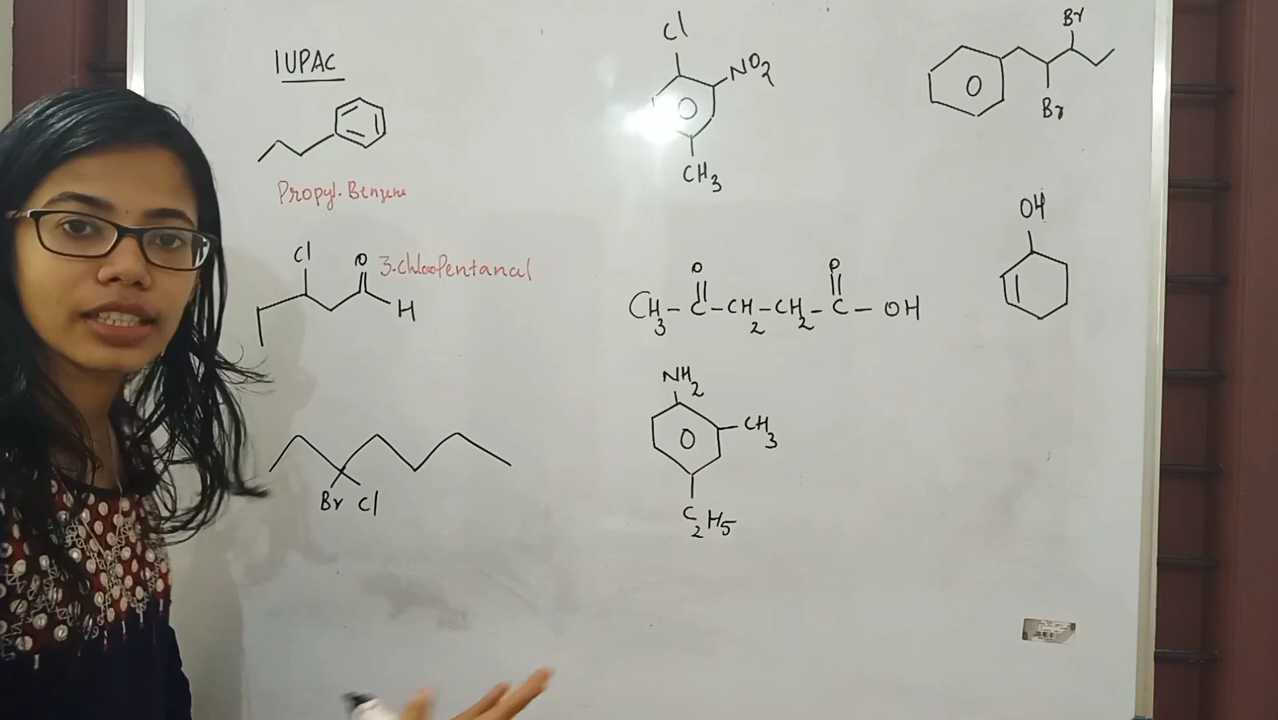 IUPAC
Propyl-Benzene
Cl
O
H
3-chloroPentanal
Br Cl
Cl
NO2
CH3
O O
CH3-C-CH2-CH2-C-OH
NH2
CH3
C2H5
Br
Br
OH